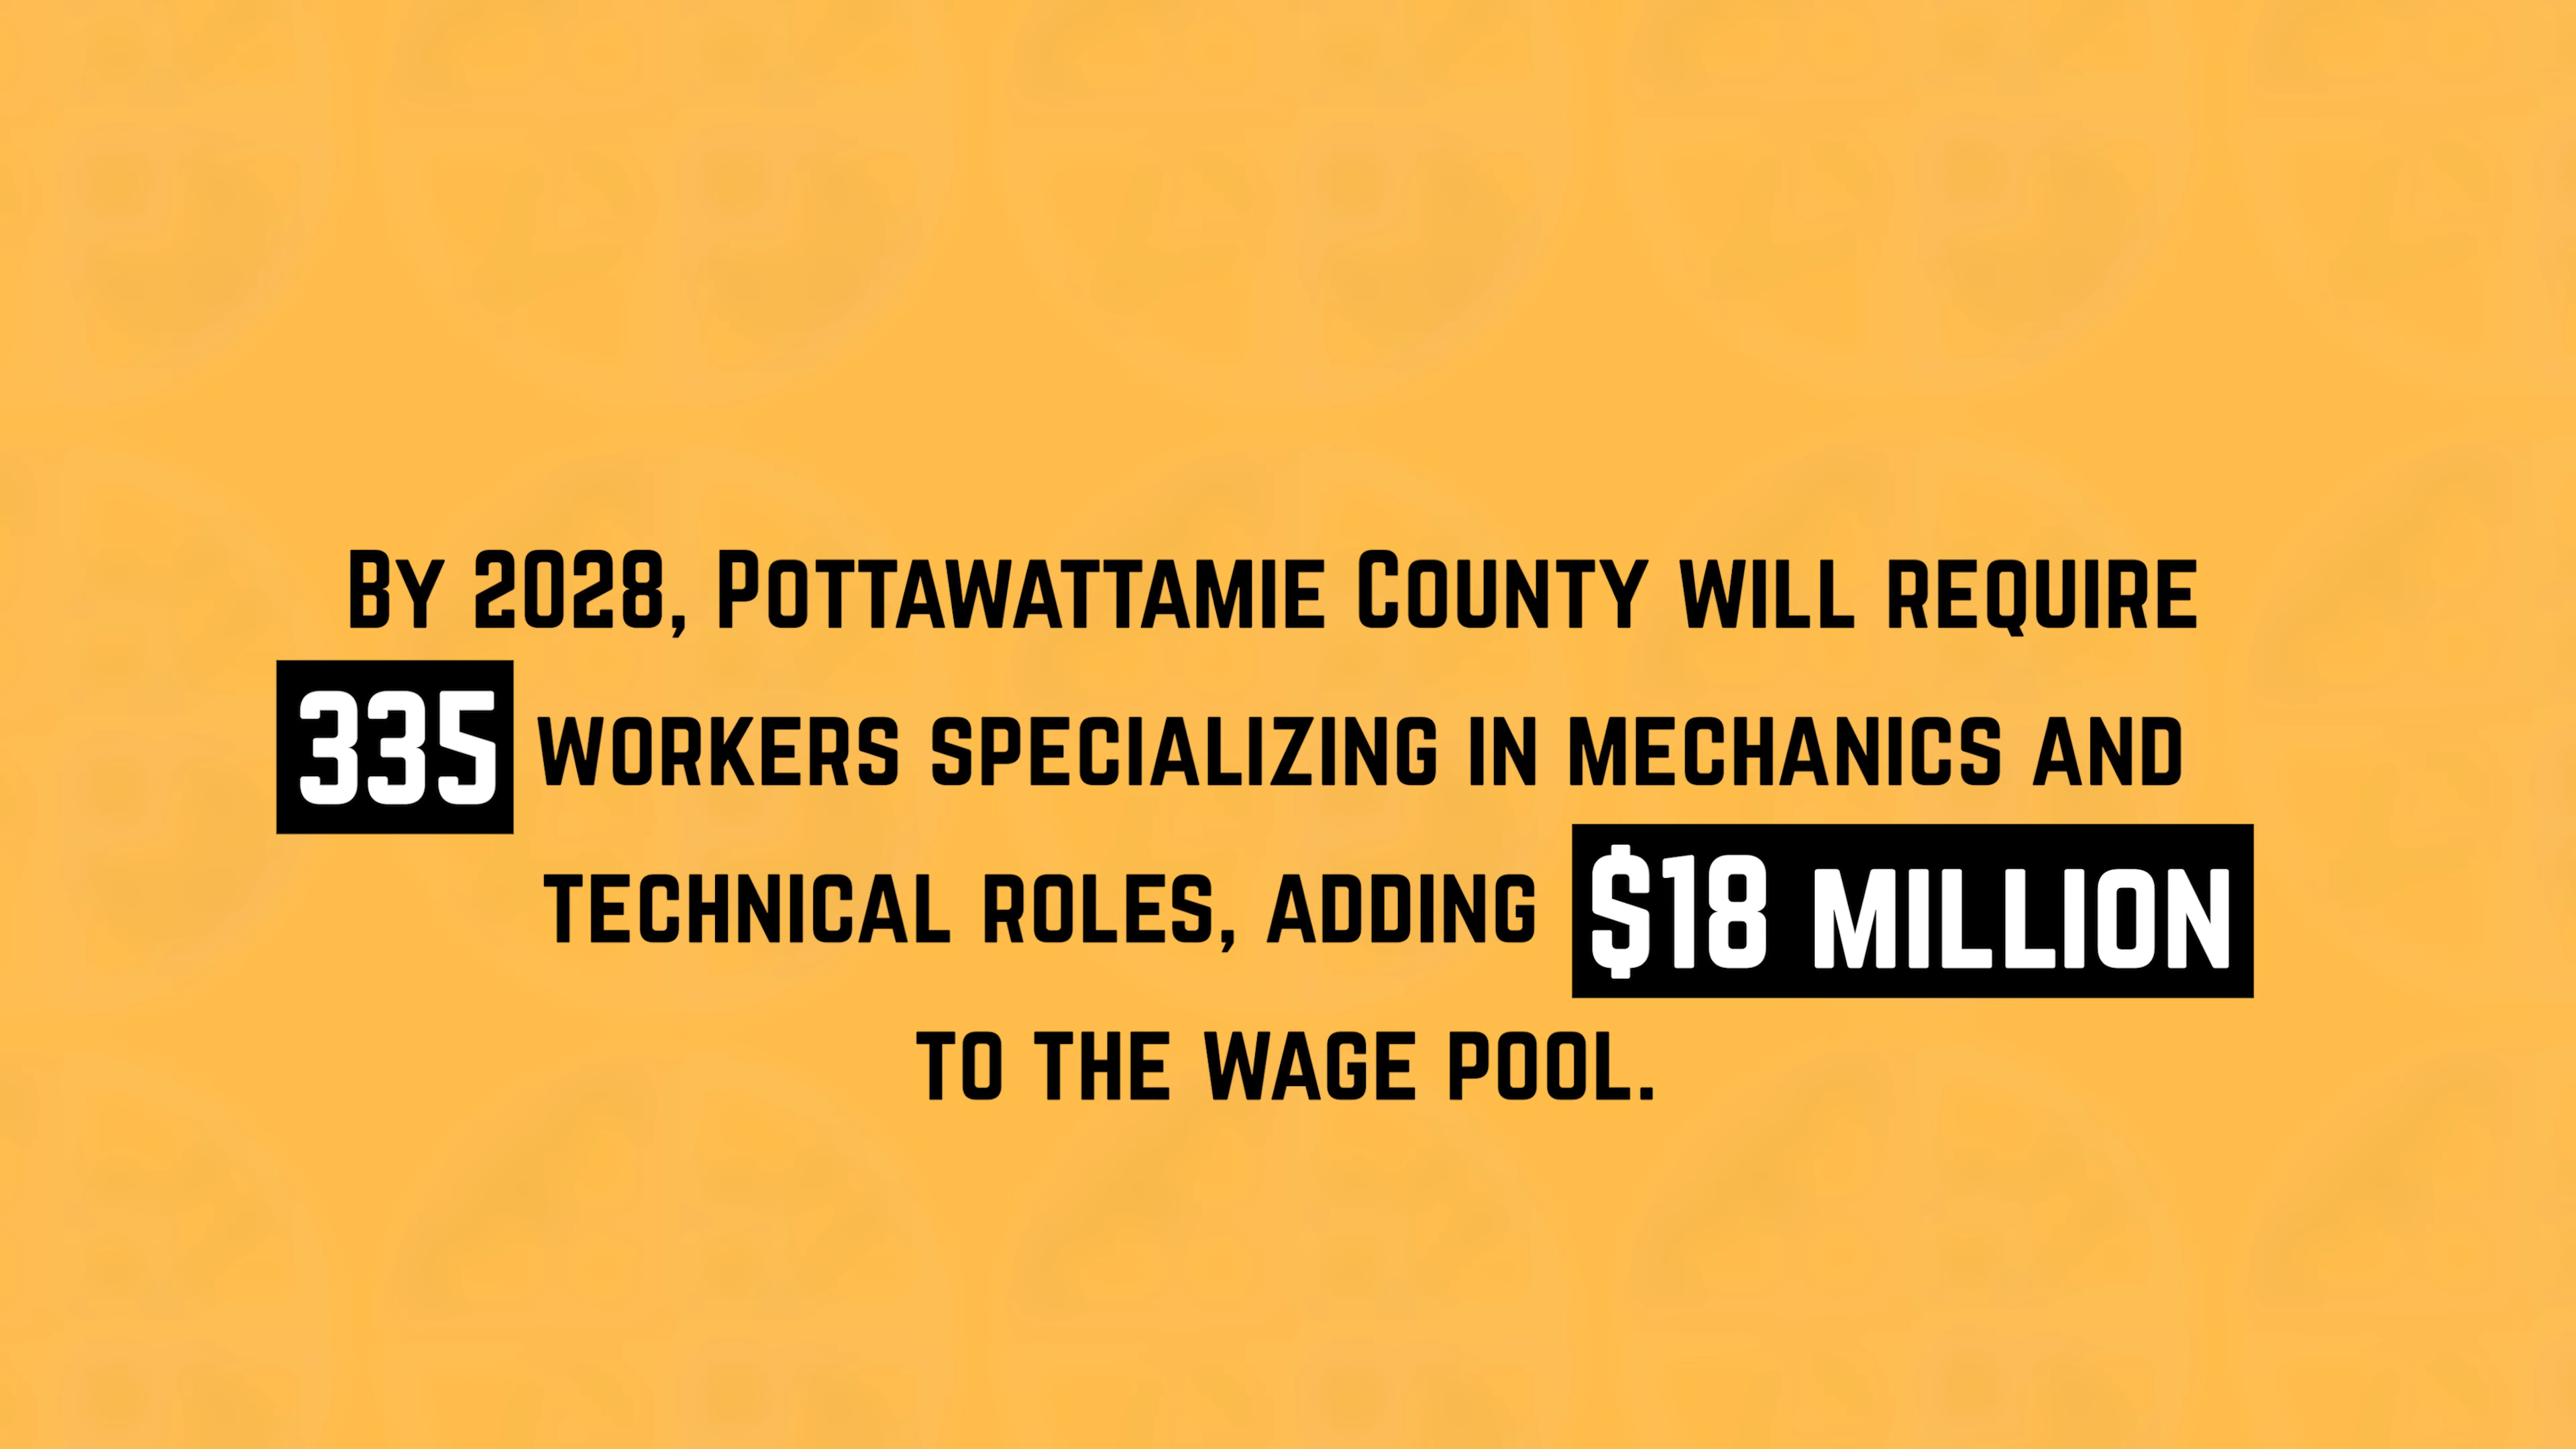 By 2028, Pottawattamie County will require
335 workers specializing in mechanics and
technical roles, adding $18 million
to the wage pool.